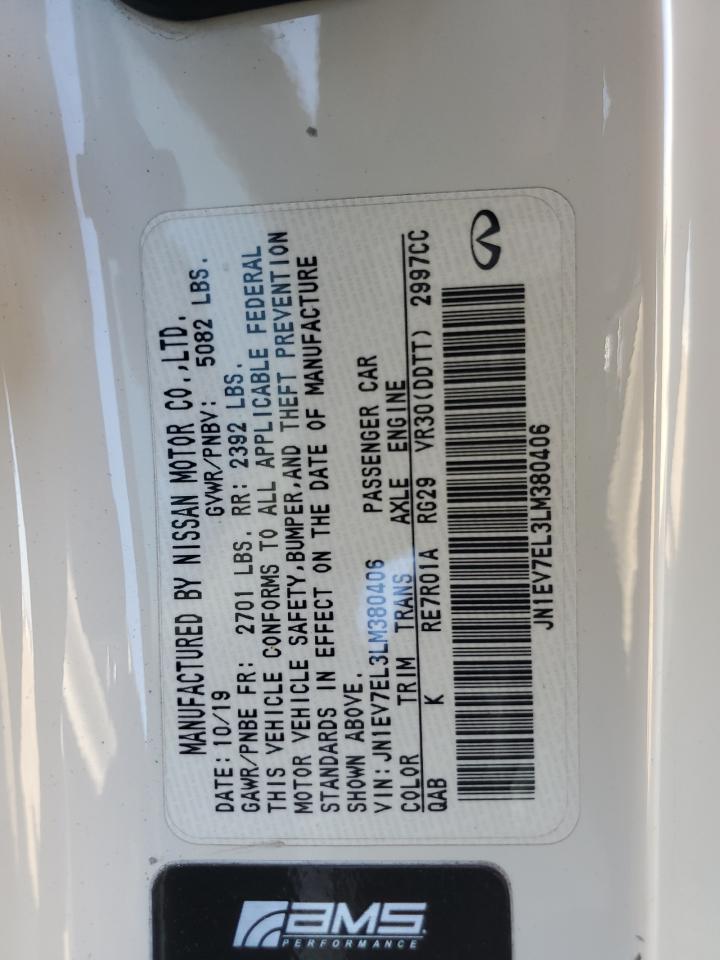 MANUFACTURED BY NISSAN MOTOR CO.,LTD.
DATE: 10/19 GVWR/PNBV: 5082 LBS.
GAWR/PNBE FR: 2701 LBS. RR: 2392 LBS.
THIS VEHICLE CONFORMS TO ALL APPLICABLE FEDERAL
MOTOR VEHICLE SAFETY,BUMPER,AND THEFT PREVENTION
STANDARDS IN EFFECT ON THE DATE OF MANUFACTURE
SHOWN ABOVE.
VIN:JN1EV7EL3LM380406 PASSENGER CAR
COLOR TRIM TRANS AXLE ENGINE
QAB K RE7R01A RG29 VR30(DDTT) 2997CC
JN1EV7EL3LM380406
AMS
PERFORMANCE